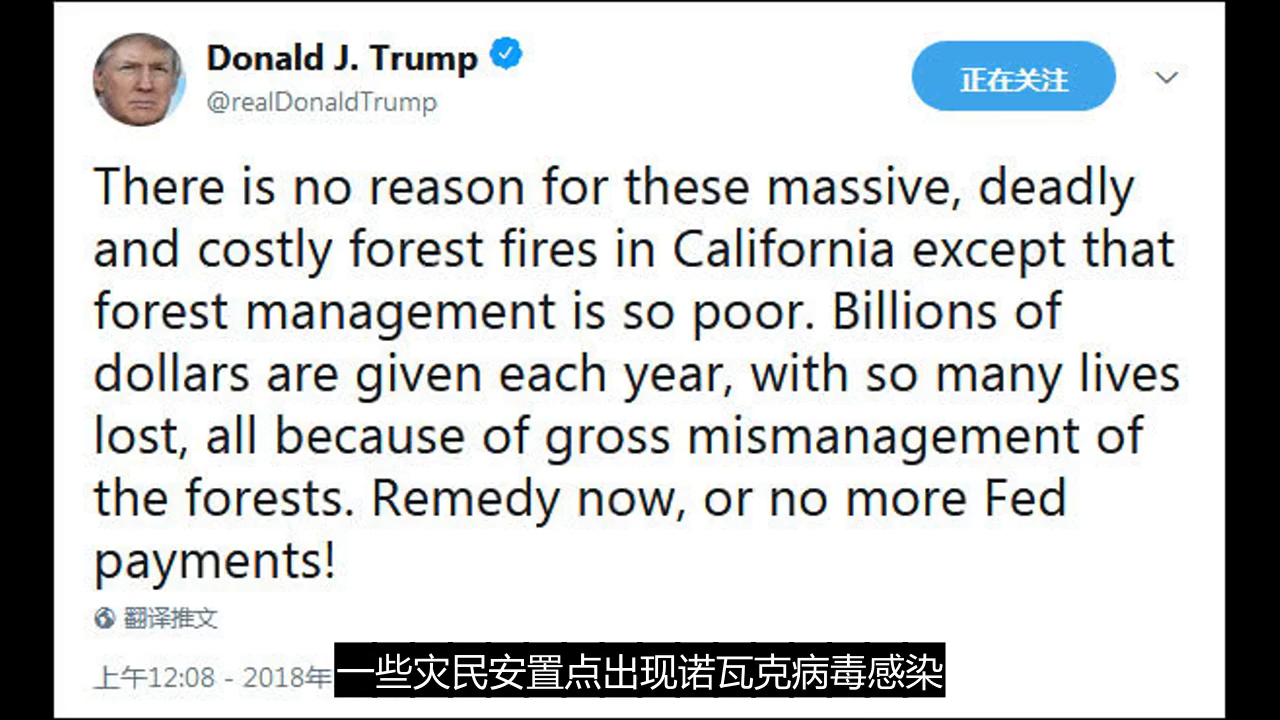 Donald J. Trump
@realDonaldTrump
正在关注
There is no reason for these massive, deadly
and costly forest fires in California except that
forest management is so poor. Billions of
dollars are given each year, with so many lives
lost, all because of gross mismanagement of
the forests. Remedy now, or no more Fed
payments!
翻译推文
上午12:08 - 2018年
一些灾民安置点出现诺瓦克病毒感染